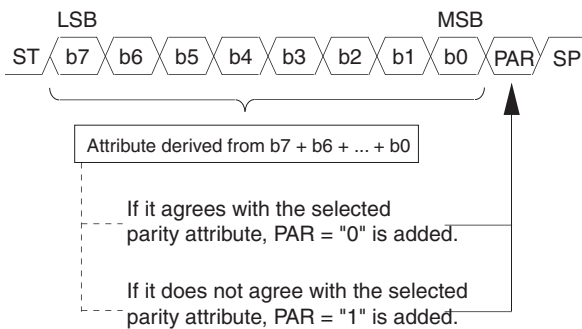 LSB MSB
ST b7 b6 b5 b4 b3 b2 b1 b0 PAR SP
Attribute derived from b7 + b6 + ... + b0
If it agrees with the selected
parity attribute, PAR = "0" is added.
If it does not agree with the selected
parity attribute, PAR = "1" is added.